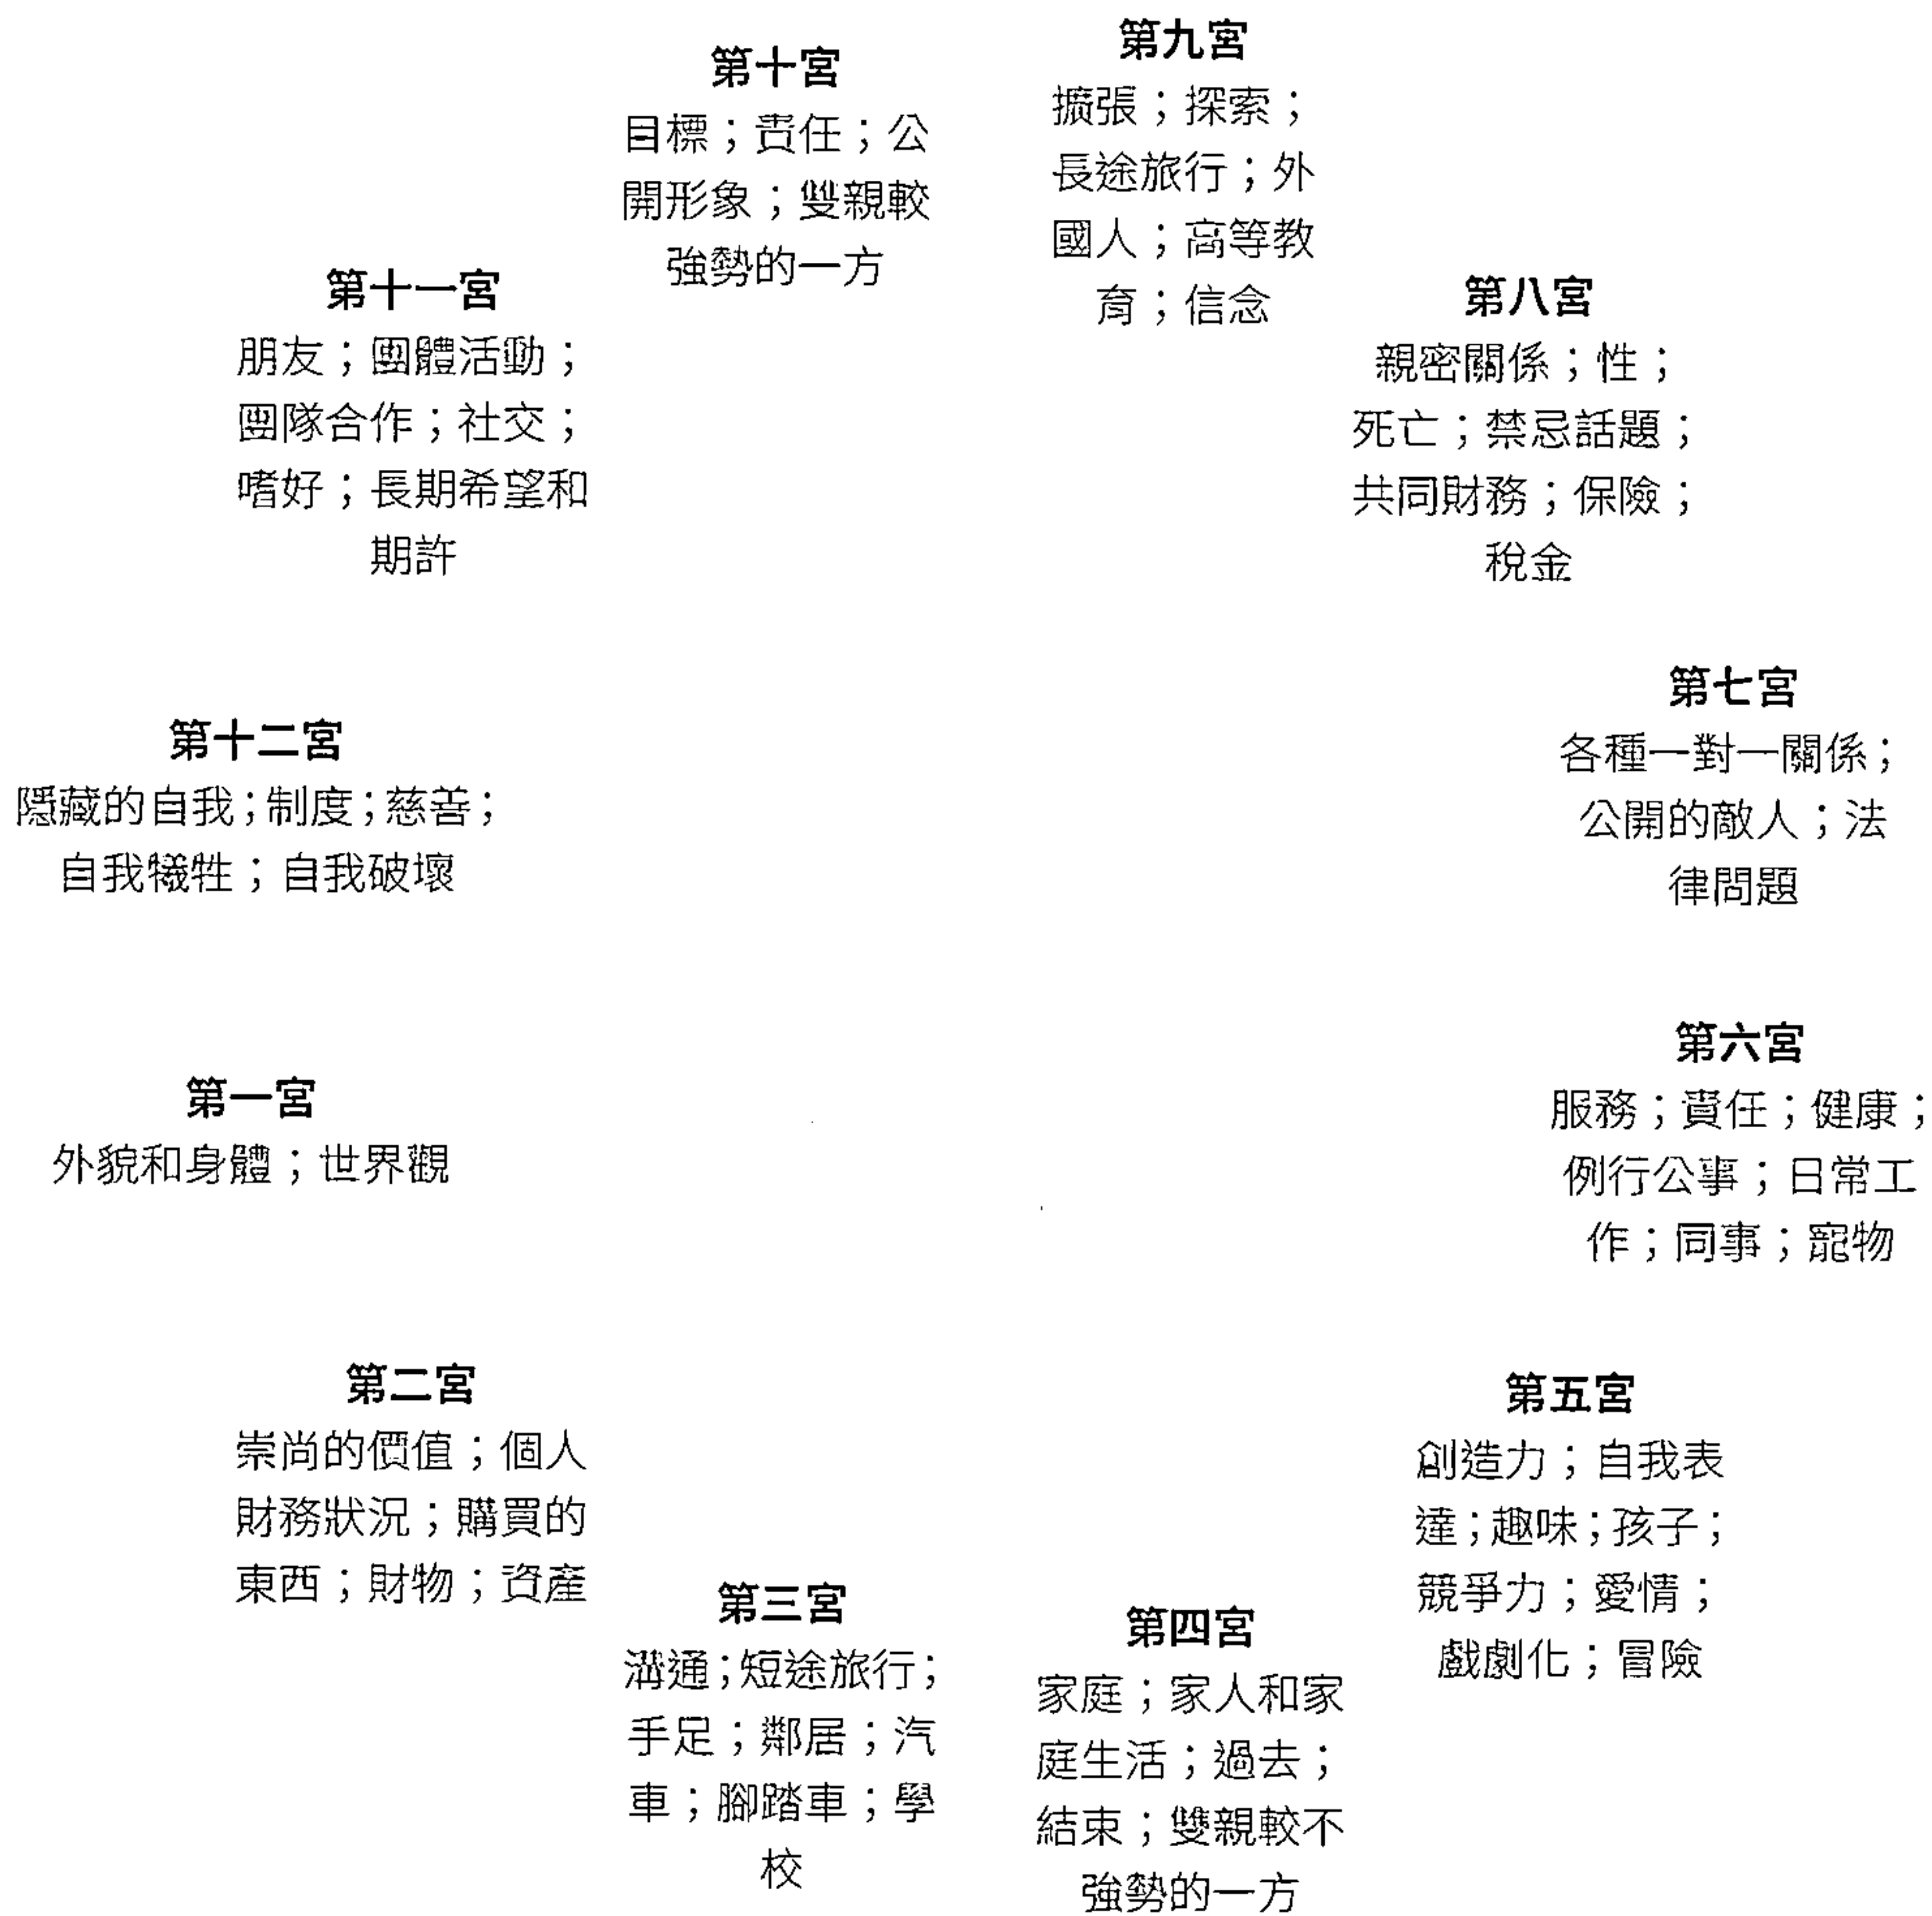 第十宮
目標；責任；公
開形象；雙親較
強勢的一方
第九宮
擴張；探索；
長途旅行；外
國人；高等教
育；信念
第十一宮
朋友；團體活動；
團隊合作；社交；
嗜好；長期希望和
期許
第八宮
親密關係；性；
死亡；禁忌話題；
共同財務；保險；
稅金
第十二宮
隱藏的自我；制度；慈善；
自我犧牲；自我破壞
第七宮
各種一對一關係；
公開的敵人；法
律問題
第一宮
外貌和身體；世界觀
第六宮
服務；責任；健康；
例行公事；日常工
作；同事；寵物
第二宮
崇尚的價值；個人
財務狀況；購買的
東西；財物；資產
第五宮
創造力；自我表
達；趣味；孩子；
競爭力；愛情；
戲劇化；冒險
第三宮
溝通；短途旅行；
手足；鄰居；汽
車；腳踏車；學
校
第四宮
家庭；家人和家
庭生活；過去；
結束；雙親較不
強勢的一方